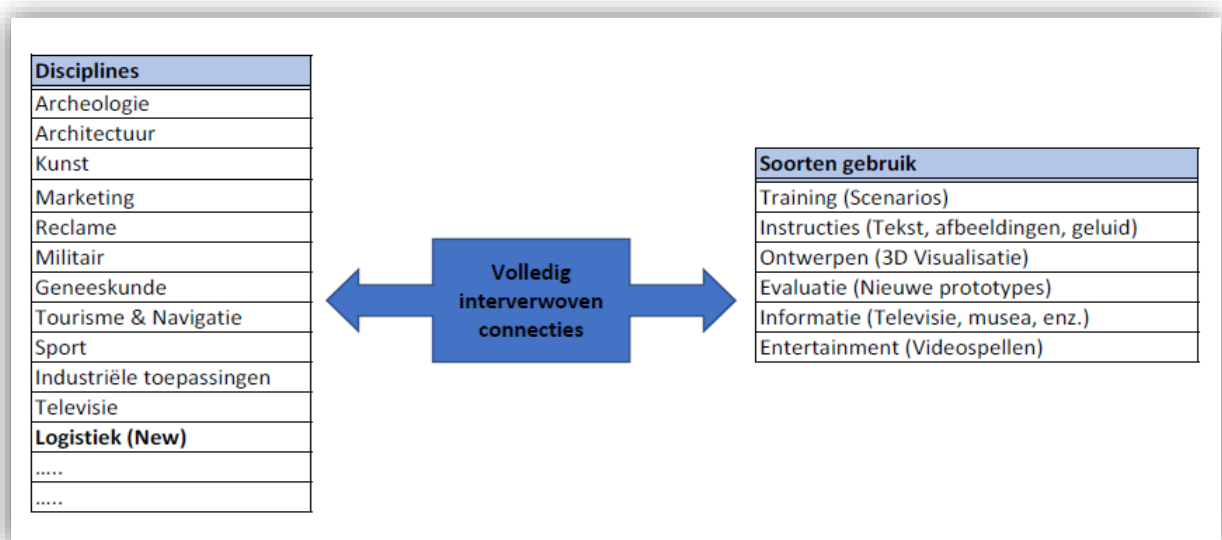 Disciplines
Archeologie
Architectuur
Kunst
Marketing
Reclame
Militair
Geneeskunde
Tourisme & Navigatie
Sport
Industriële toepassingen
Televisie
Logistiek (New)
.....
.....
Volledig
interverwoven
connecties
Soorten gebruik
Training (Scenarios)
Instructies (Tekst, afbeeldingen, geluid)
Ontwerpen (3D Visualisatie)
Evaluatie (Nieuwe prototypes)
Informatie (Televisie, musea, enz.)
Entertainment (Videospellen)